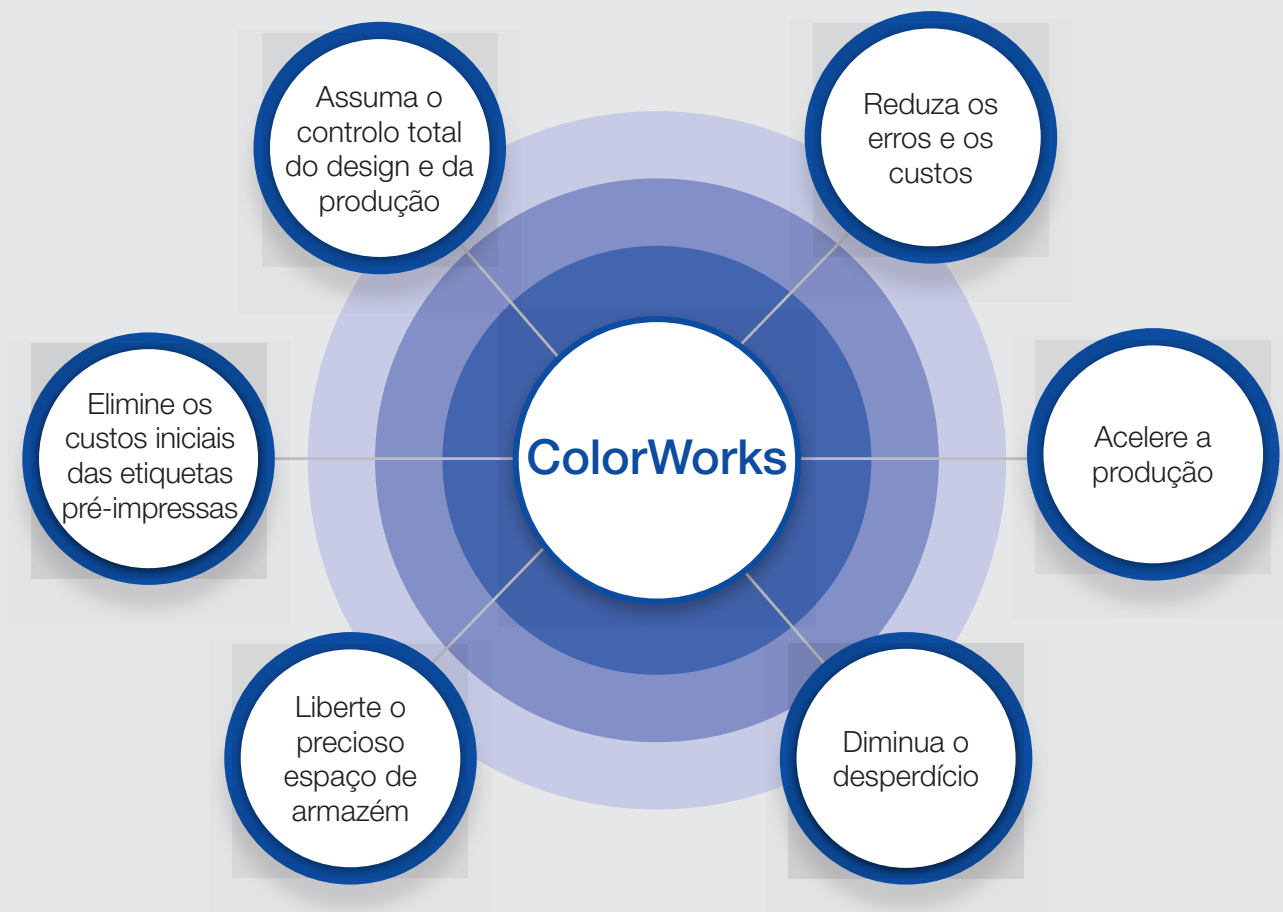 Assuma o
controlo total
do design e da
produção
Reduza os
erros e os
custos
Elimine os
custos iniciais
das etiquetas
pré-impressas
ColorWorks
Acelere a
produção
Liberte o
precioso
espaço de
armazém
Diminua o
desperdício